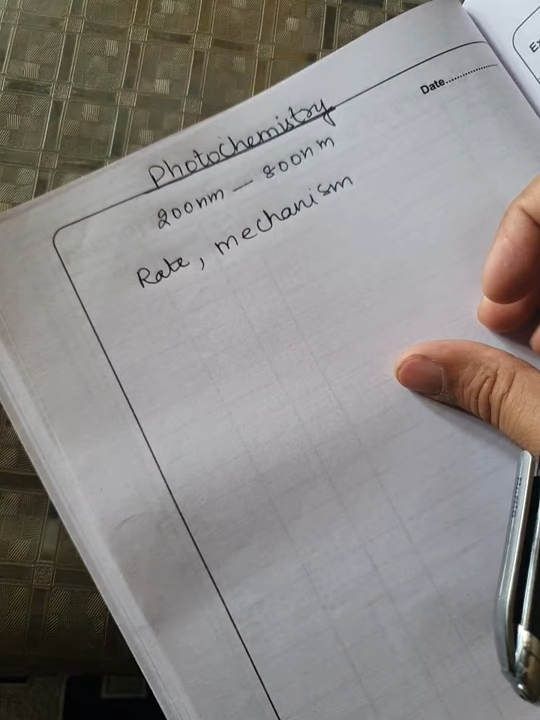 Date..................
Photochemistry
200nm — 800nm
Rate, mechanism